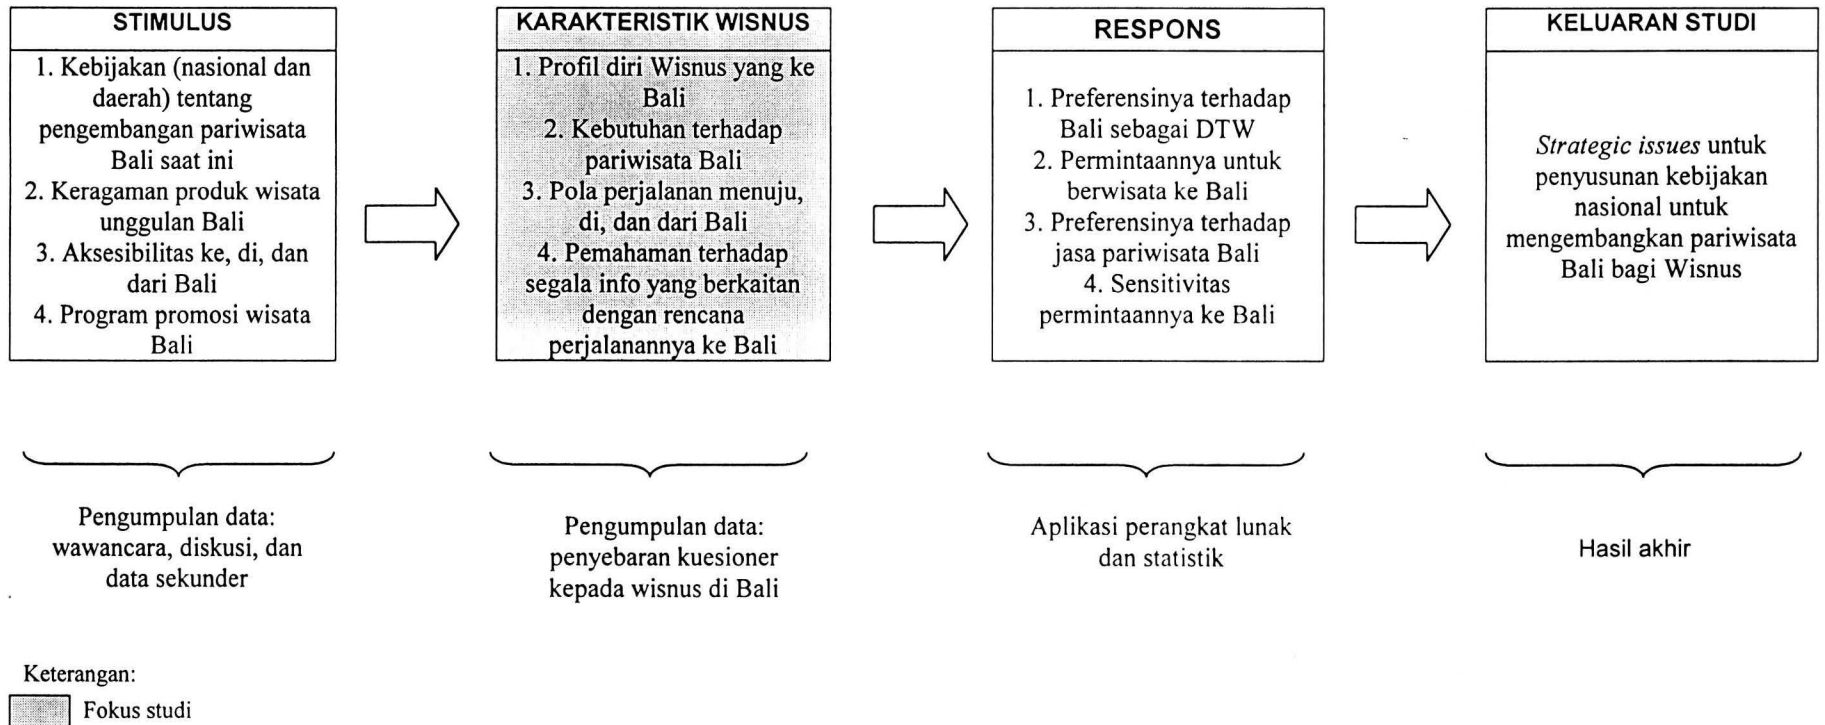 STIMULUS
1. Kebijakan (nasional dan
daerah) tentang
pengembangan pariwisata
Bali saat ini
2. Keragaman produk wisata
unggulan Bali
3. Aksesibilitas ke, di, dan
dari Bali
4. Program promosi wisata
Bali
KARAKTERISTIK WISNUS
1. Profil diri Wisnus yang ke
Bali
2. Kebutuhan terhadap
pariwisata Bali
3. Pola perjalanan menuju,
di, dan dari Bali
4. Pemahaman terhadap
segala info yang berkaitan
dengan rencana
perjalanannya ke Bali
RESPONS
1. Preferensinya terhadap
Bali sebagai DTW
2. Permintaannya untuk
berwisata ke Bali
3. Preferensinya terhadap
jasa pariwisata Bali
4. Sensitivitas
permintaannya ke Bali
KELUARAN STUDI
Strategic issues untuk
penyusunan kebijakan
nasional untuk
mengembangkan pariwisata
Bali bagi Wisnus
Pengumpulan data:
wawancara, diskusi, dan
data sekunder
Pengumpulan data:
penyebaran kuesioner
kepada wisnus di Bali
Aplikasi perangkat lunak
dan statistik
Hasil akhir
Keterangan:
Fokus studi